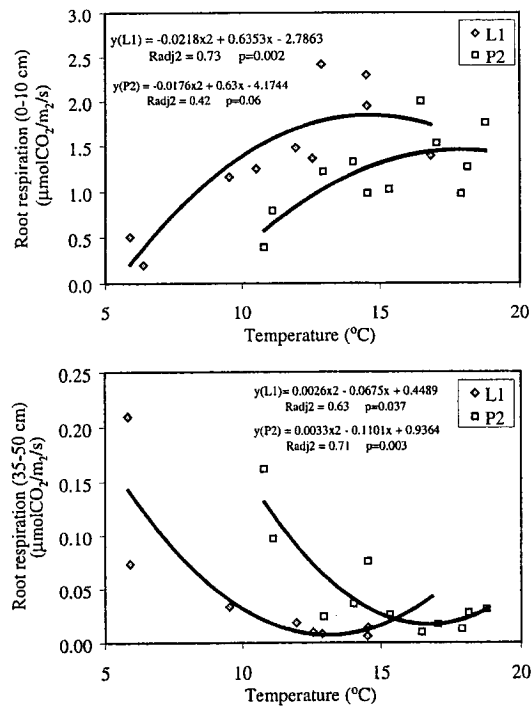 y(L1) = -0.0218x2 + 0.6353x - 2.7863
Radj2 = 0.73 p=0.002
y(P2) = -0.0176x2 + 0.63x - 4.1744
Radj2 = 0.42 p=0.06
L1
P2
Root respiration (0-10 cm)
(µmolCO2/m2/s)
3.0
2.5
2.0
1.5
1.0
0.5
0.0
5 10 15 20
Temperature (°C)
y(L1)= 0.0026x2 - 0.0675x + 0.4489
Radj2 = 0.63 p=0.037
y(P2) = 0.0033x2 - 0.1101x + 0.9364
Radj2 = 0.71 p=0.003
L1
P2
Root respiration (35-50 cm)
(µmolCO2/m2/s)
0.25
0.20
0.15
0.10
0.05
0.00
5 10 15 20
Temperature (°C)